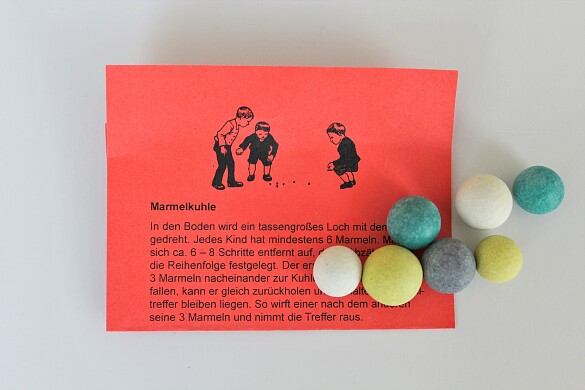 Marmelkuhle
In den Boden wird ein tassengroßes Loch mit dem
gedreht. Jedes Kind hat mindestens 6 Marmeln.
sich ca. 6 – 8 Schritte entfernt auf,
die Reihenfolge festgelegt. Der
3 Marmeln nacheinander zur Kuhle
fallen, kann er gleich zurückholen
treffer bleiben liegen. So wirft einer nach dem anderen
seine 3 Marmeln und nimmt die Treffer raus.